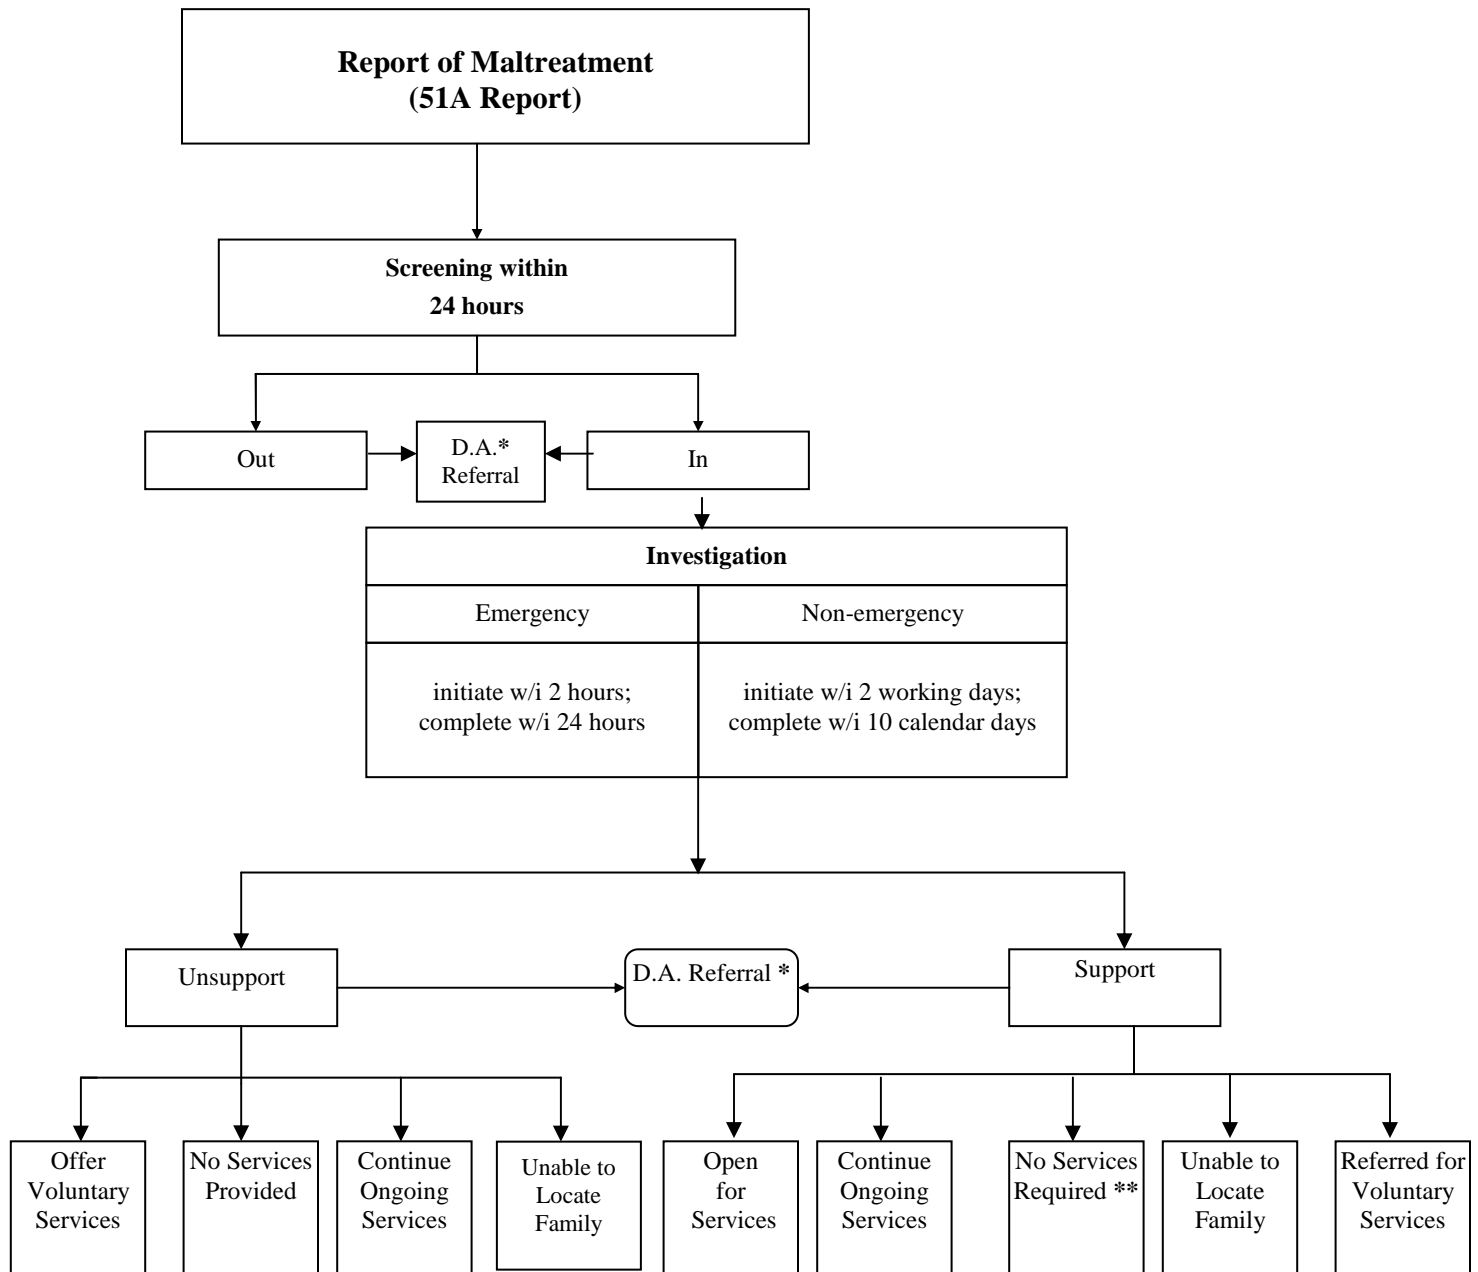 Report of Maltreatment
(51A Report)
Screening within
24 hours
Out
D.A.*
Referral
In
Investigation
Emergency
Non-emergency
initiate w/i 2 hours;
complete w/i 24 hours
initiate w/i 2 working days;
complete w/i 10 calendar days
Unsupport
D.A. Referral *
Support
Offer
Voluntary
Services
No Services
Provided
Continue
Ongoing
Services
Unable to
Locate
Family
Open
for
Services
Continue
Ongoing
Services
No Services
Required **
Unable to
Locate
Family
Referred for
Voluntary
Services